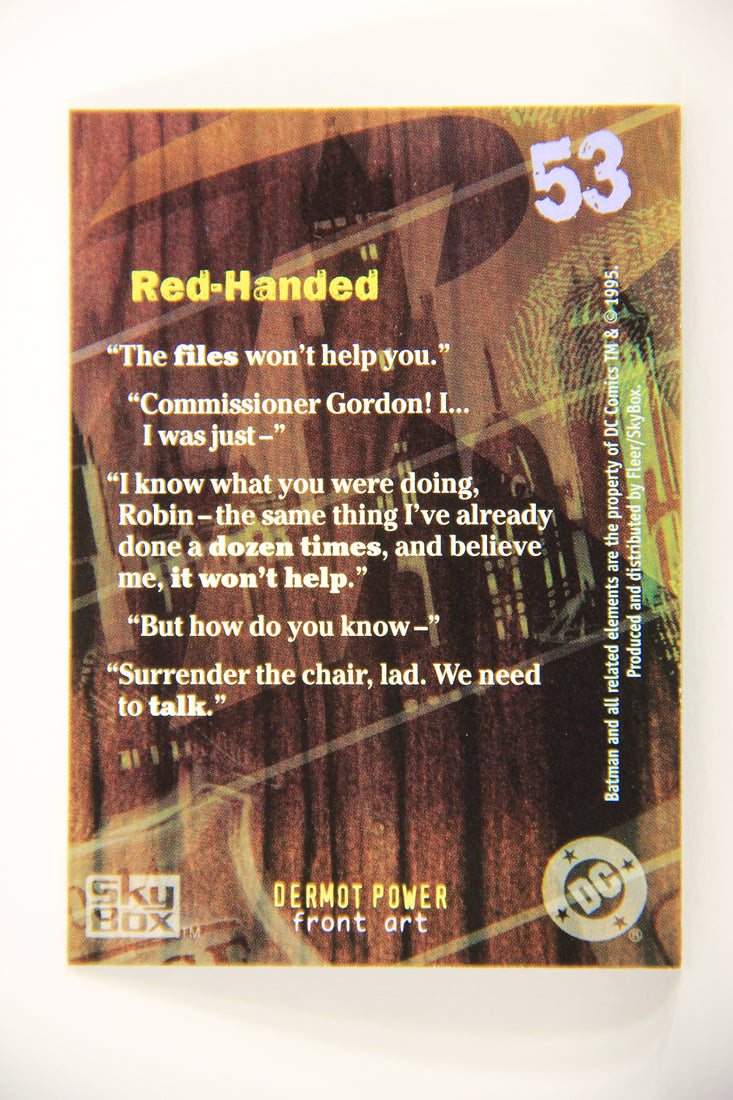 53
Red-Handed
“The files won’t help you.”
“Commissioner Gordon! I...
I was just–”
“I know what you were doing,
Robin–the same thing I’ve already
done a dozen times, and believe
me, it won’t help.”
“But how do you know–”
“Surrender the chair, lad. We need
to talk.”
Batman and all related elements are the property of DC Comics TM & © 1995.
Produced and distributed by Fleer/SkyBox.
SKY
BOX TM
DERMOT POWER
front art
DC ®